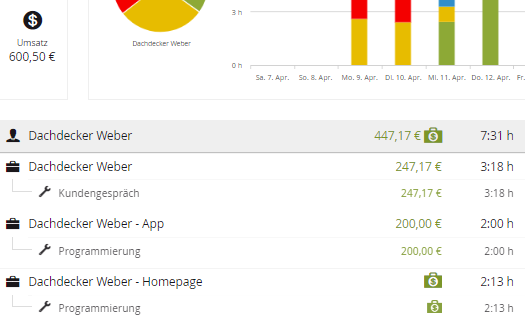 Umsatz
600,50 €
Dachdecker Weber
3 h
0 h
Sa. 7. Apr.
So. 8. Apr.
Mo. 9. Apr.
Di. 10. Apr.
Mi. 11. Apr.
Do. 12. Apr.
Fr.
Dachdecker Weber 447,17 € 7:31 h
Dachdecker Weber 247,17 € 3:18 h
Kundengespräch 247,17 € 3:18 h
Dachdecker Weber - App 200,00 € 2:00 h
Programmierung 200,00 € 2:00 h
Dachdecker Weber - Homepage 2:13 h
Programmierung 2:13 h